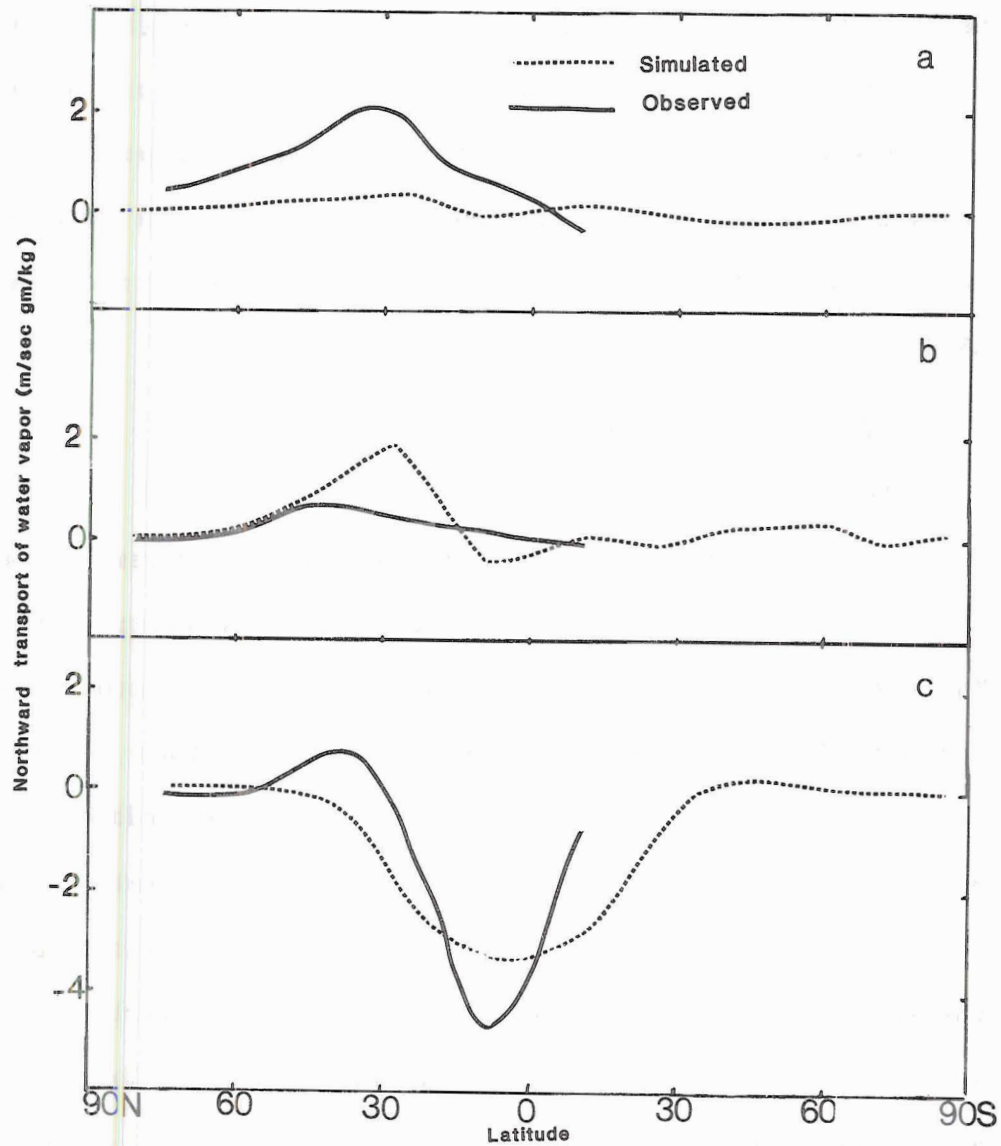 a
Simulated
Observed
2
0
b
2
0
c
2
0
-2
-4
Northward transport of water vapor (m/sec gm/kg)
90N 60 30 0 30 60 90S
Latitude